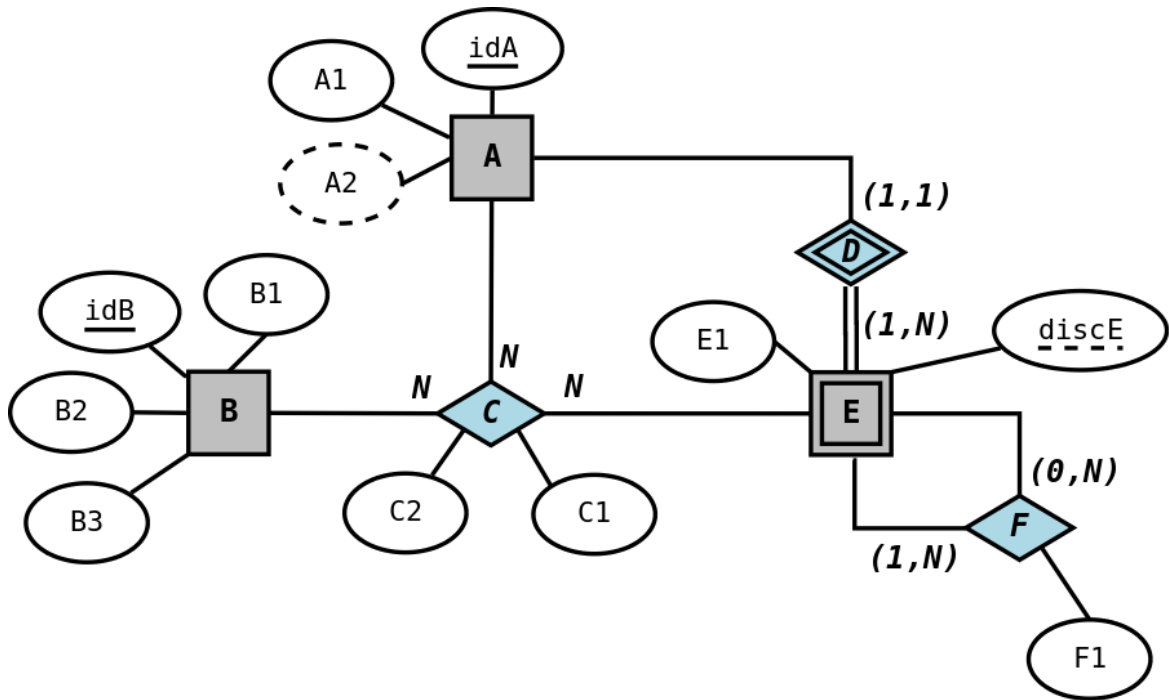 idA
A1
A
A2
(1,1)
D
idB
B1
(1,N)
discE
E1
N
N
N
B2
B
C
E
(0,N)
C2
C1
B3
F
(1,N)
F1